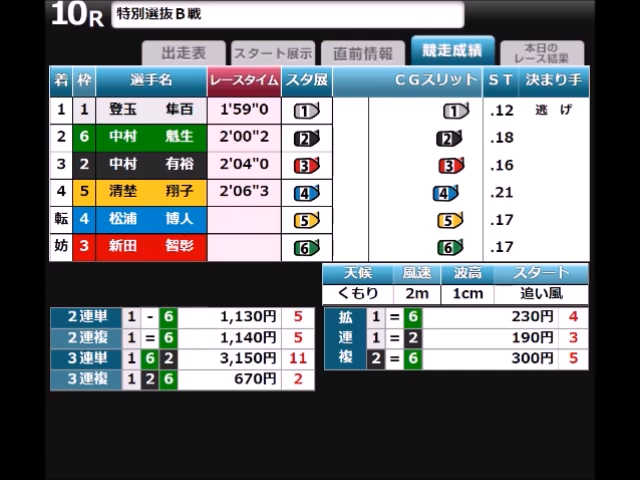 10R 特別選抜B戦
出走表 スタート展示 直前情報 競走成績 本日のレース結果
着 枠 選手名 レースタイム スタ展 CGスリット ST 決まり手
1 1 登玉 隼百 1'59"0 1 1 .12 逃げ
2 6 中村 魁生 2'00"2 2 2 .18
3 2 中村 有裕 2'04"0 3 3 .16
4 5 清埜 翔子 2'06"3 4 4 .21
転 4 松浦 博人 5 5 .17
妨 3 新田 智彰 6 6 .17
天候 風速 波高 スタート
くもり 2m 1cm 追い風
2連単 1 - 6 1,130円 5
2連複 1 = 6 1,140円 5
3連単 1 6 2 3,150円 11
3連複 1 2 6 670円 2
拡連複
1 = 6 230円 4
1 = 2 190円 3
2 = 6 300円 5